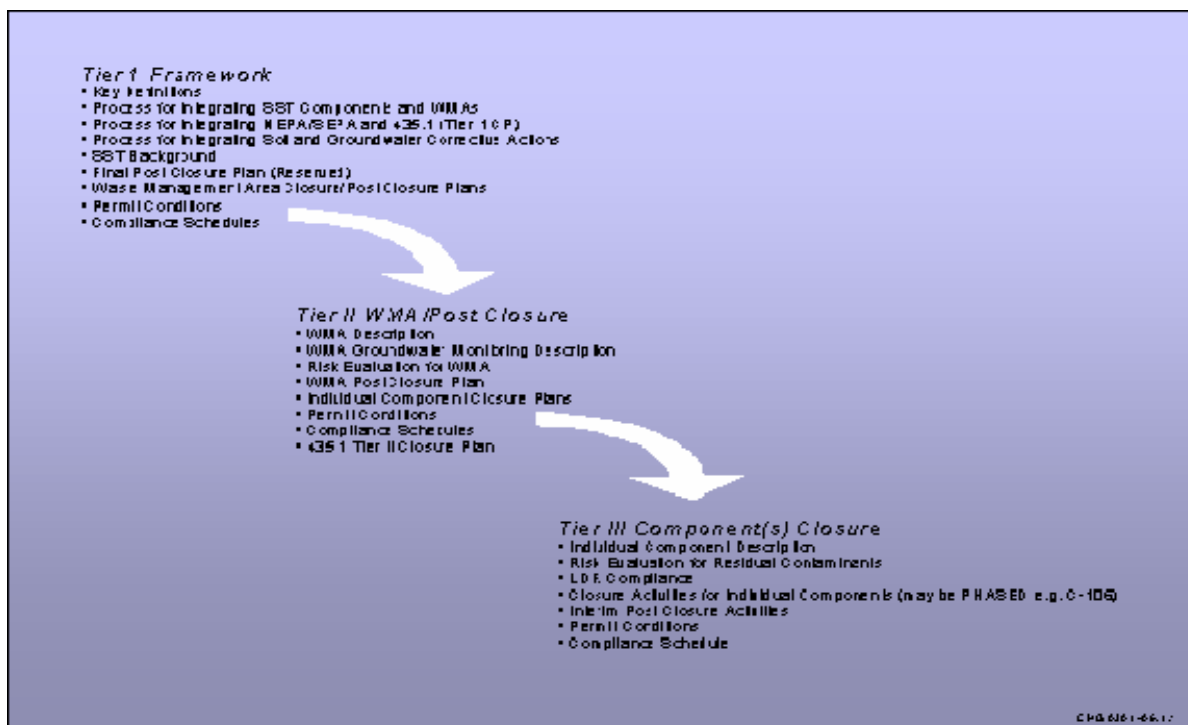 Tier 1 Framework
• Key Definitions
• Process for Integrating SST Components and WMAs
• Process for Integrating NEPA/SEPA and 435.1 (Tier 1 CP)
• Process for Integrating Soil and Groundwater Corrective Actions
• SST Background
• Final Post Closure Plan (Reserved)
• Waste Management Area Closure/Post Closure Plans
• Permit Conditions
• Compliance Schedules
Tier II WMA/Post Closure
• WMA Description
• WMA Groundwater Monitoring Description
• Risk Evaluation for WMA
• WMA Post Closure Plan
• Individual Component Closure Plans
• Permit Conditions
• Compliance Schedules
• 435.1 Tier II Closure Plan
Tier III Component(s) Closure
• Individual Component Description
• Risk Evaluation for Residual Contaminants
• LDR Compliance
• Closure Activities for Individual Components (may be PHASED e.g. C-106)
• Interim Post Closure Activities
• Permit Conditions
• Compliance Schedule